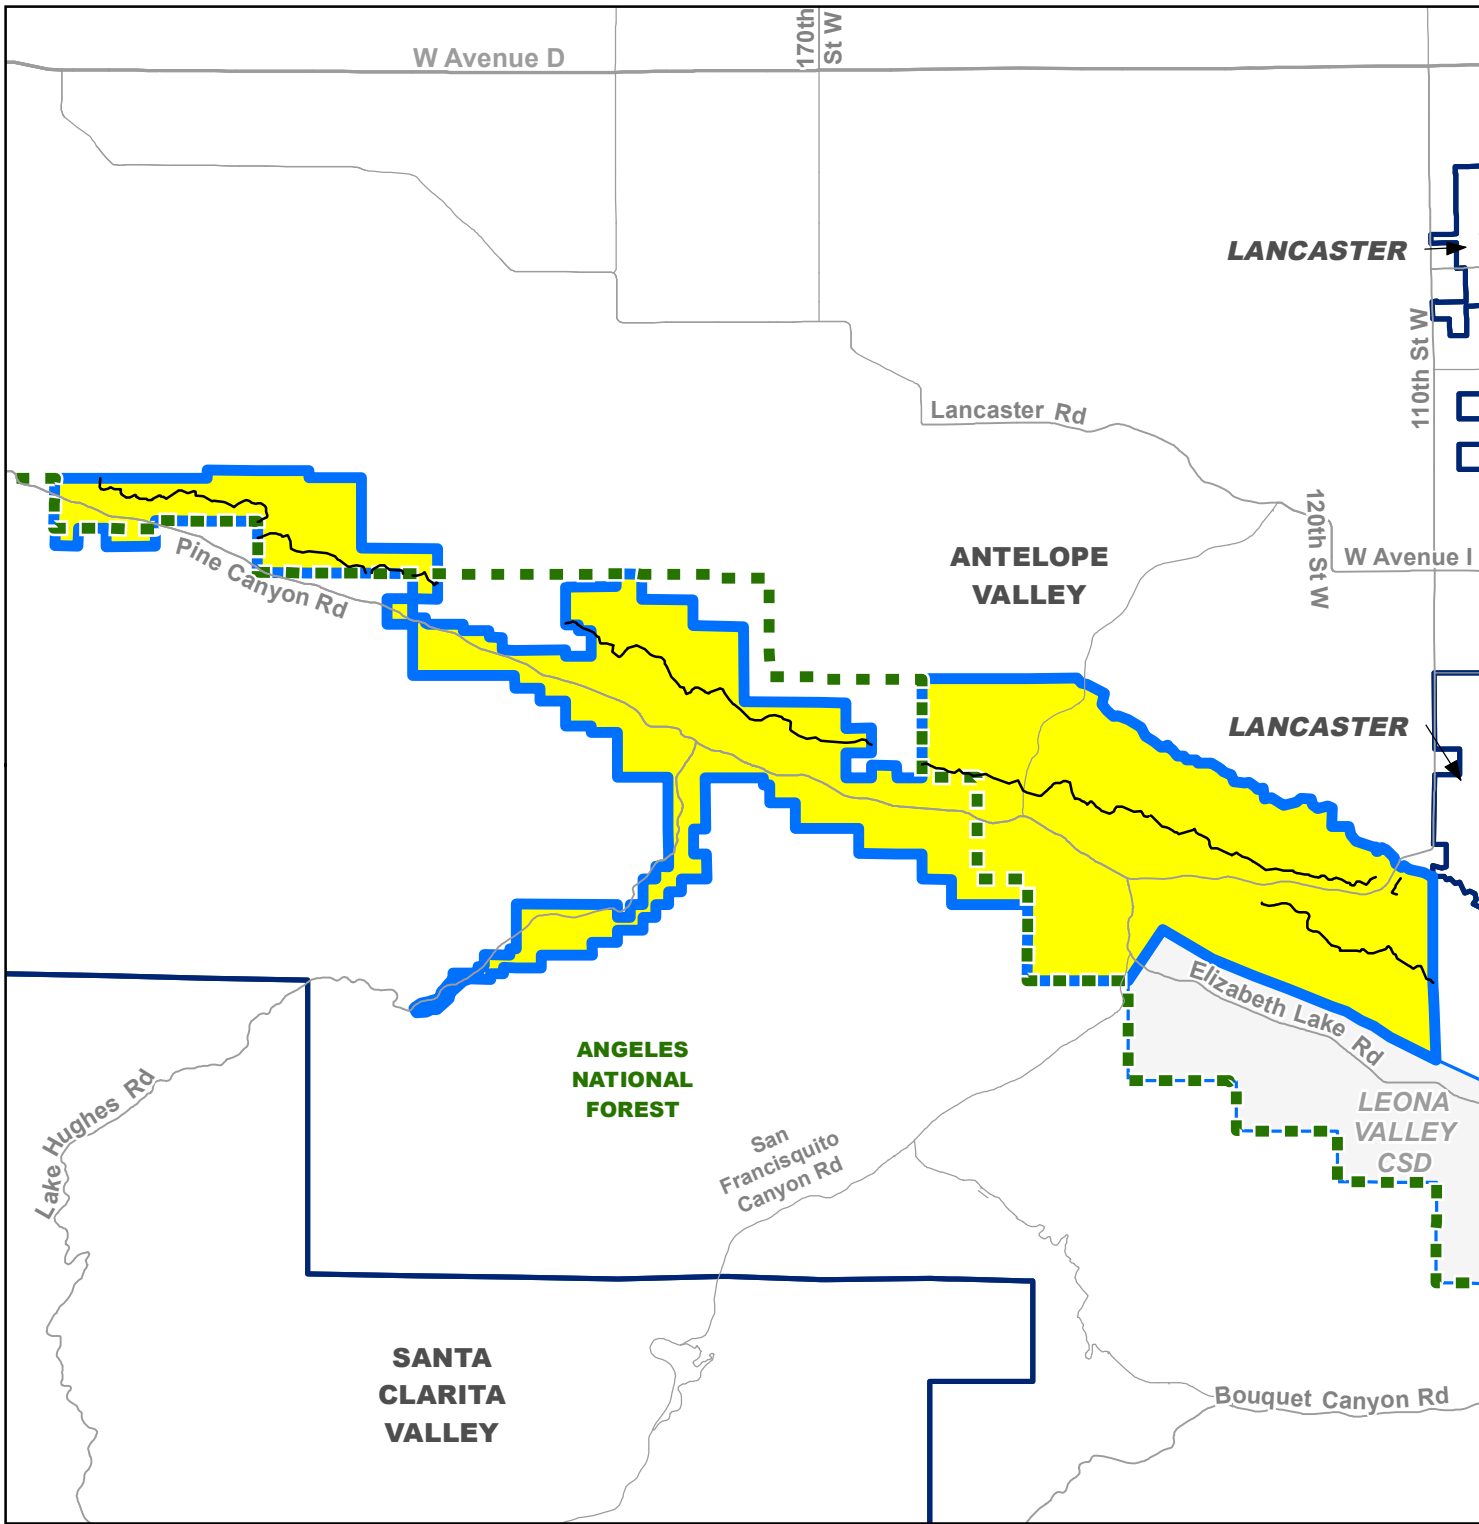 W Avenue D
170th
St W
LANCASTER
110th St W
Lancaster Rd
120th St W
W Avenue I
ANTELOPE
VALLEY
Pine Canyon Rd
LANCASTER
Elizabeth Lake Rd
ANGELES
NATIONAL
FOREST
Lake Hughes Rd
LEONA
VALLEY
CSD
San
Francisquito
Canyon Rd
SANTA
CLARITA
VALLEY
Bouquet Canyon Rd